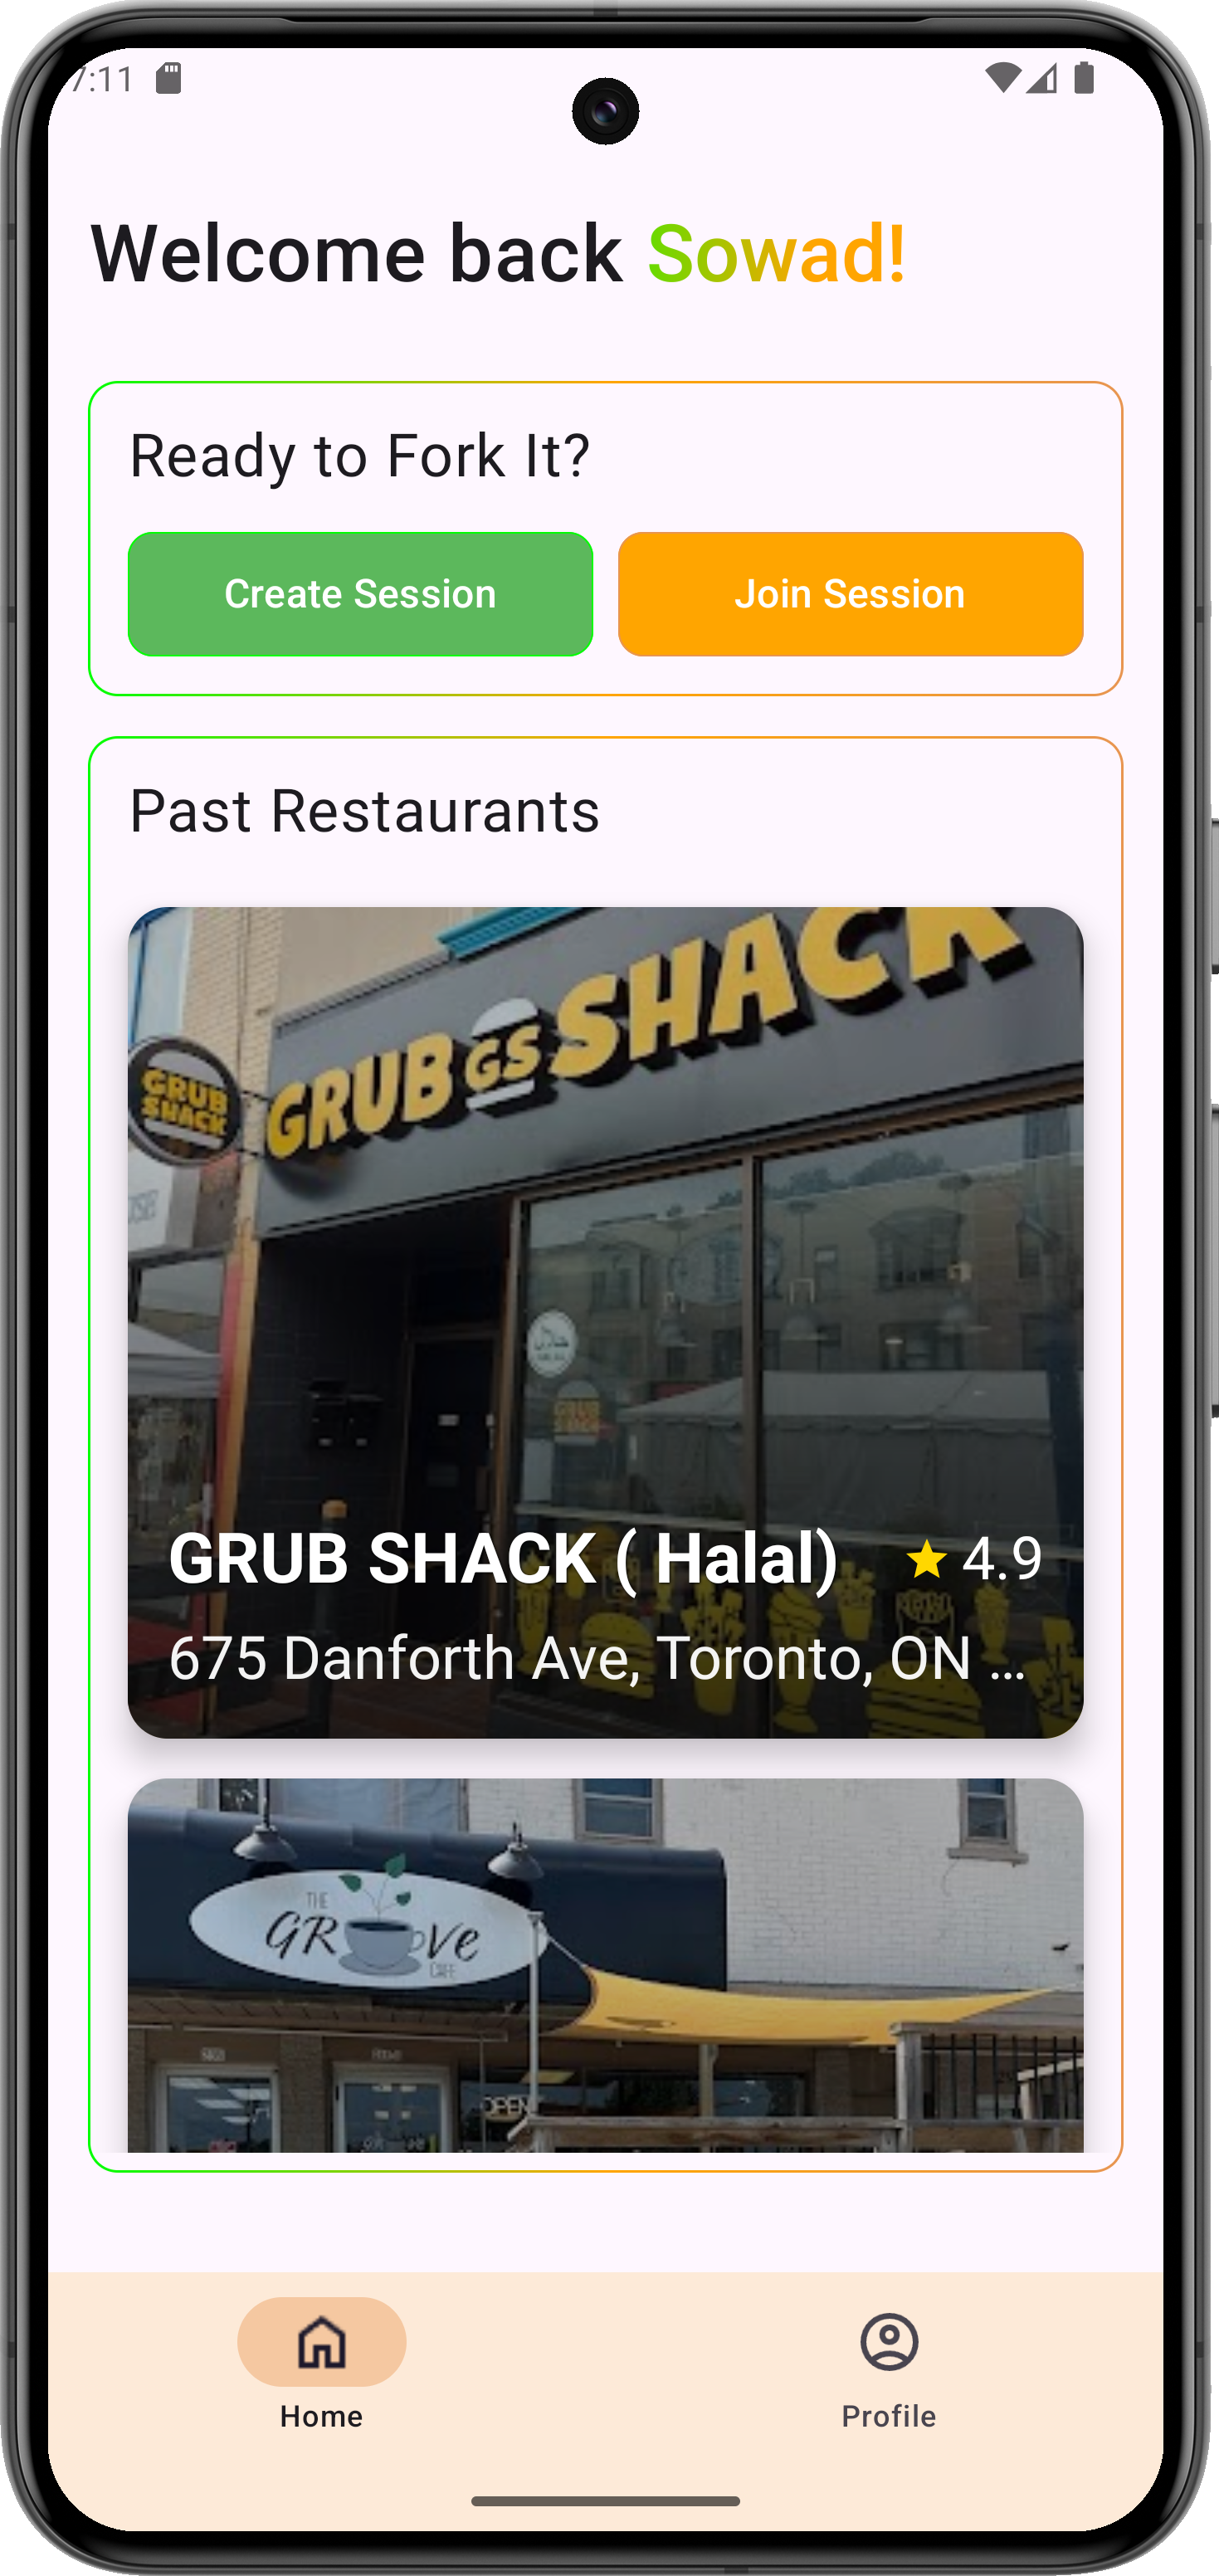 7:11
Welcome back Sowad!
Ready to Fork It?
Create Session
Join Session
Past Restaurants
GRUB GS SHACK
GRUB
SHACK
GRUB SHACK ( Halal)
4.9
675 Danforth Ave, Toronto, ON ...
THE
GROOVE
CAFE
OPEN
Home
Profile